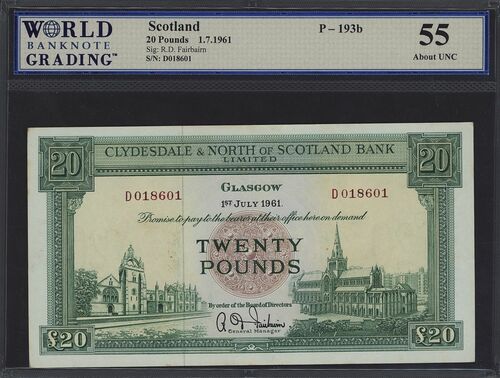 WORLD
BANKNOTE
GRADING™
Scotland
20 Pounds 1.7.1961
Sig: R.D. Fairbairn
S/N: D018601
P – 193b
55
About UNC
20
CLYDESDALE & NORTH OF SCOTLAND BANK
LIMITED
20
GLASGOW
D018601
D018601
1ST JULY 1961.
Promise to pay to the bearer at their office here on demand
TWENTY
POUNDS
By order of the Board of Directors
R D Fairbairn
General Manager
£20
£20